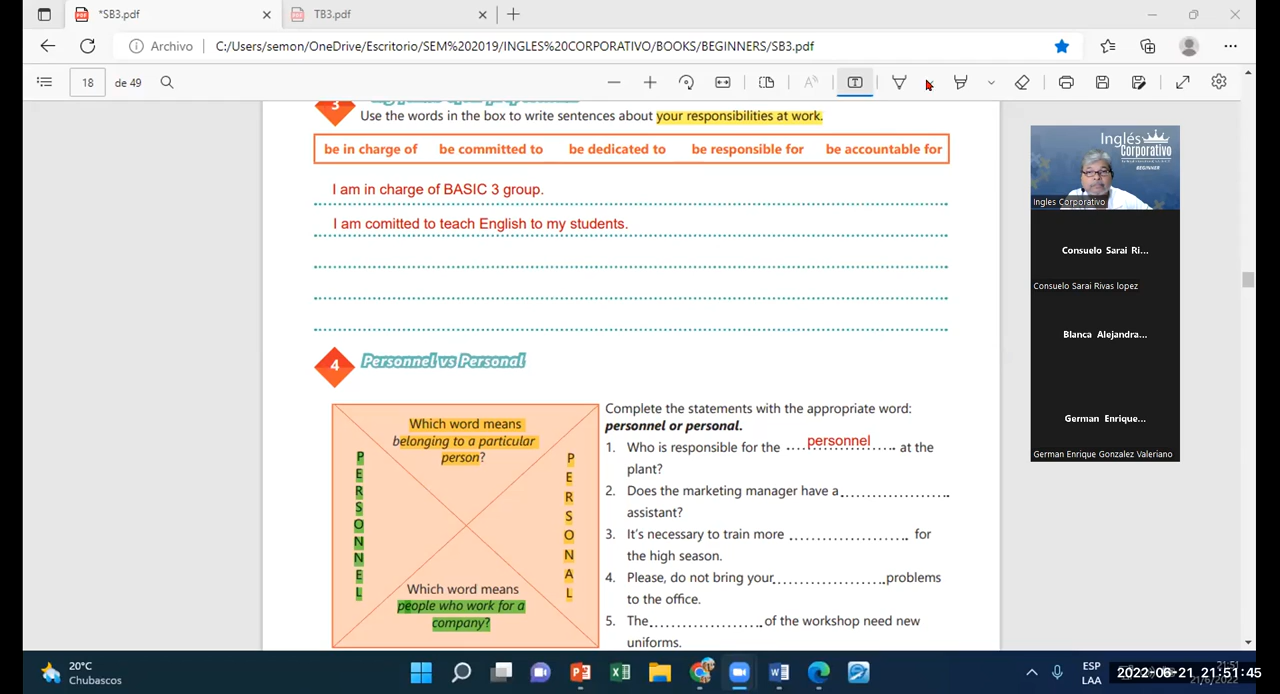 *SB3.pdf
TB3.pdf
Archivo
C:/Users/semon/OneDrive/Escritorio/SEM%202019/INGLES%20CORPORATIVO/BOOKS/BEGINNERS/SB3.pdf
18 de 49
3
Use the words in the box to write sentences about your responsibilities at work.
be in charge of be committed to be dedicated to be responsible for be accountable for
I am in charge of BASIC 3 group.
I am comitted to teach English to my students.
4 Personnel vs Personal
Which word means
belonging to a particular
person?
PERSONNEL
PERSONAL
Which word means
people who work for a
company?
Complete the statements with the appropriate word:
personnel or personal.
1. Who is responsible for the personnel at the
plant?
2. Does the marketing manager have a
assistant?
3. It's necessary to train more for
the high season.
4. Please, do not bring your problems
to the office.
5. The of the workshop need new
uniforms.
Inglés
Corporativo
BEGINNER
Ingles Corporativo
Consuelo Sarai Ri...
Consuelo Sarai Rivas lopez
Blanca Alejandra...
German Enrique...
German Enrique Gonzalez Valeriano
20°C
Chubascos
ESP
LAA
2022-06-21, 21:51:45